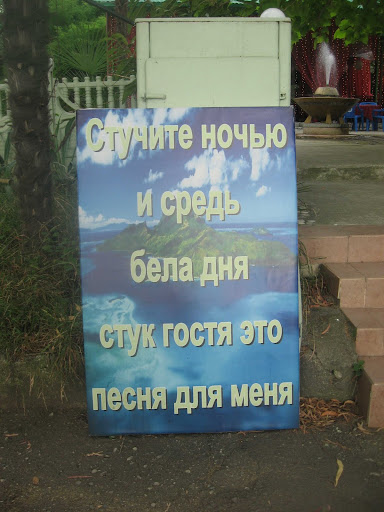 Стучите ночью
и средь
бела дня
стук гостя это
песня для меня